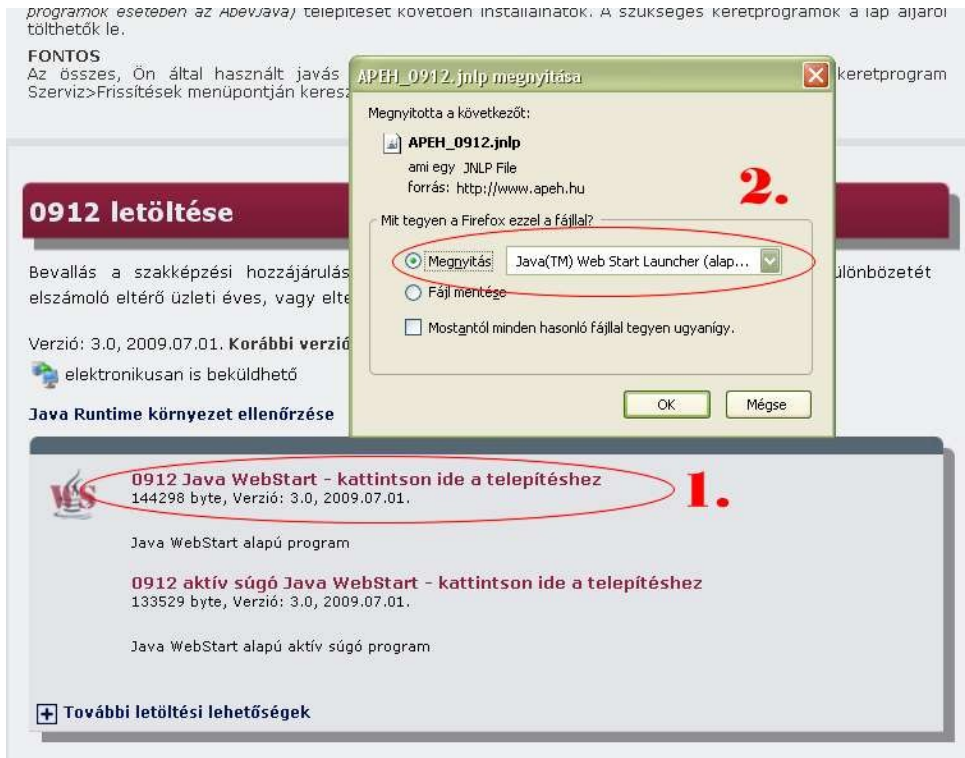 programok esetében az AbevJava) telepítését követően installálhatók. A szükséges keretprogramok a lap aljáról
tölthetők le.
FONTOS
Az összes, Ön által használt javás
keretprogram
Szerviz>Frissítések menüpontján keresz
0912 letöltése
Bevallás a szakképzési hozzájárulás
ülönbözetét
elszámoló eltérő üzleti éves, vagy elte
Verzió: 3.0, 2009.07.01. Korábbi verzió
elektronikusan is beküldhető
Java Runtime környezet ellenőrzése
APEH_0912.jnlp megnyitása
Megnyitotta a következőt:
APEH_0912.jnlp
ami egy JNLP File
forrás: http://www.apeh.hu
2.
Mit tegyen a Firefox ezzel a fájllal?
Megnyitás
Java(TM) Web Start Launcher (alap...
Fájl mentése
Mostantól minden hasonló fájllal tegyen ugyanígy.
OK
Mégse
WS
0912 Java WebStart - kattintson ide a telepítéshez
144298 byte, Verzió: 3.0, 2009.07.01.
1.
Java WebStart alapú program
0912 aktív súgó Java WebStart - kattintson ide a telepítéshez
133529 byte, Verzió: 3.0, 2009.07.01.
Java WebStart alapú aktív súgó program
További letöltési lehetőségek